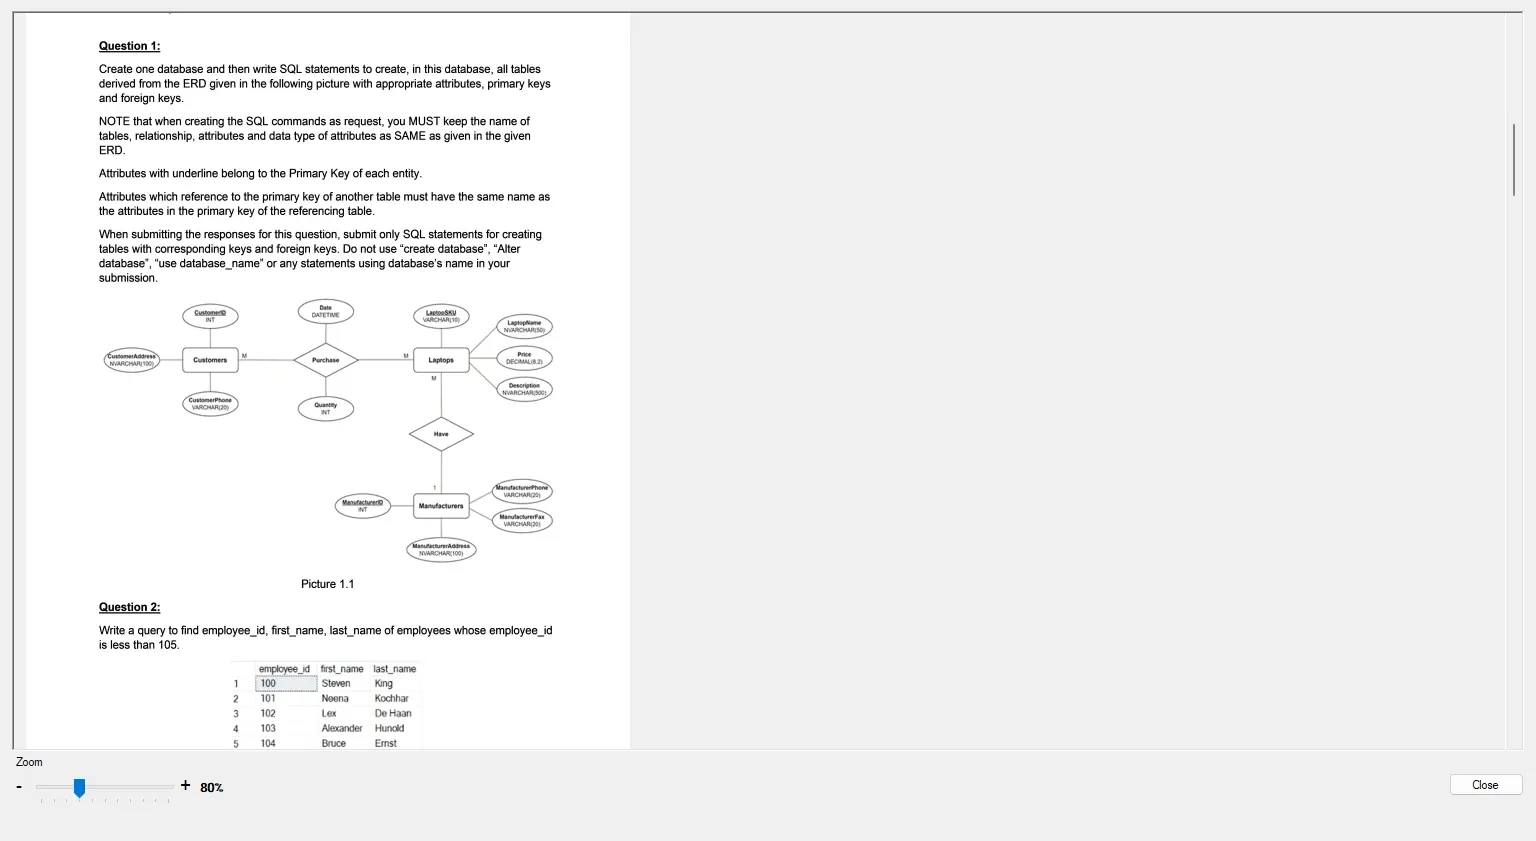 Question 1:
Create one database and then write SQL statements to create, in this database, all tables
derived from the ERD given in the following picture with appropriate attributes, primary keys
and foreign keys.
NOTE that when creating the SQL commands as request, you MUST keep the name of
tables, relationship, attributes and data type of attributes as SAME as given in the given
ERD.
Attributes with underline belong to the Primary Key of each entity.
Attributes which reference to the primary key of another table must have the same name as
the attributes in the primary key of the referencing table.
When submitting the responses for this question, submit only SQL statements for creating
tables with corresponding keys and foreign keys. Do not use “create database”, “Alter
database”, “use database_name” or any statements using database’s name in your
submission.
CustomerID
INT
Date
DATETIME
LaptopSKU
VARCHAR(10)
LaptopName
NVARCHAR(50)
CustomerAddress
NVARCHAR(100)
Customers
M
Purchase
M
Laptops
M
Price
DECIMAL(8,2)
Description
NVARCHAR(500)
CustomerPhone
VARCHAR(20)
Quantity
INT
Have
1
ManufacturerID
INT
Manufacturers
ManufacturerPhone
VARCHAR(20)
ManufacturerFax
VARCHAR(20)
ManufacturerAddress
NVARCHAR(100)
Picture 1.1
Question 2:
Write a query to find employee_id, first_name, last_name of employees whose employee_id
is less than 105.
employee_id first_name last_name
1 100 Steven King
2 101 Neena Kochhar
3 102 Lex De Haan
4 103 Alexander Hunold
5 104 Bruce Ernst
Zoom
- + 80%
Close